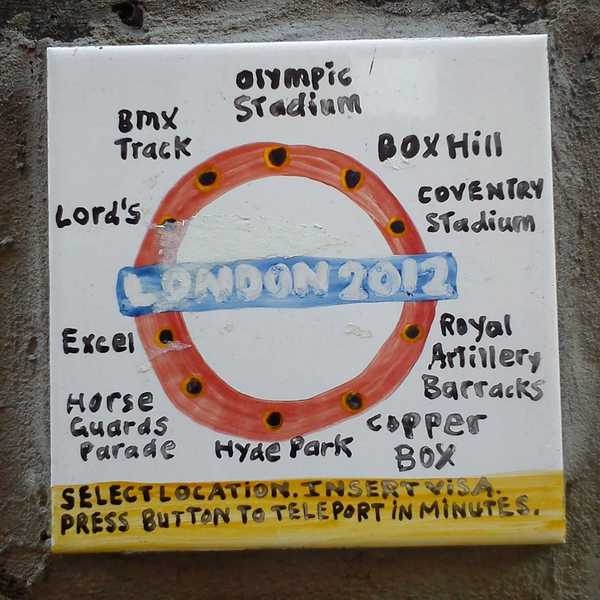 Olympic
Stadium
BMX
Track
BOX Hill
Lord's
COVENTRY
Stadium
LONDON 2012
Excel
Royal
Artillery
Barracks
Horse
Guards
Parade
Hyde Park
COPPER
BOX
SELECT LOCATION. INSERT VISA.
PRESS BUTTON TO TELEPORT IN MINUTES.